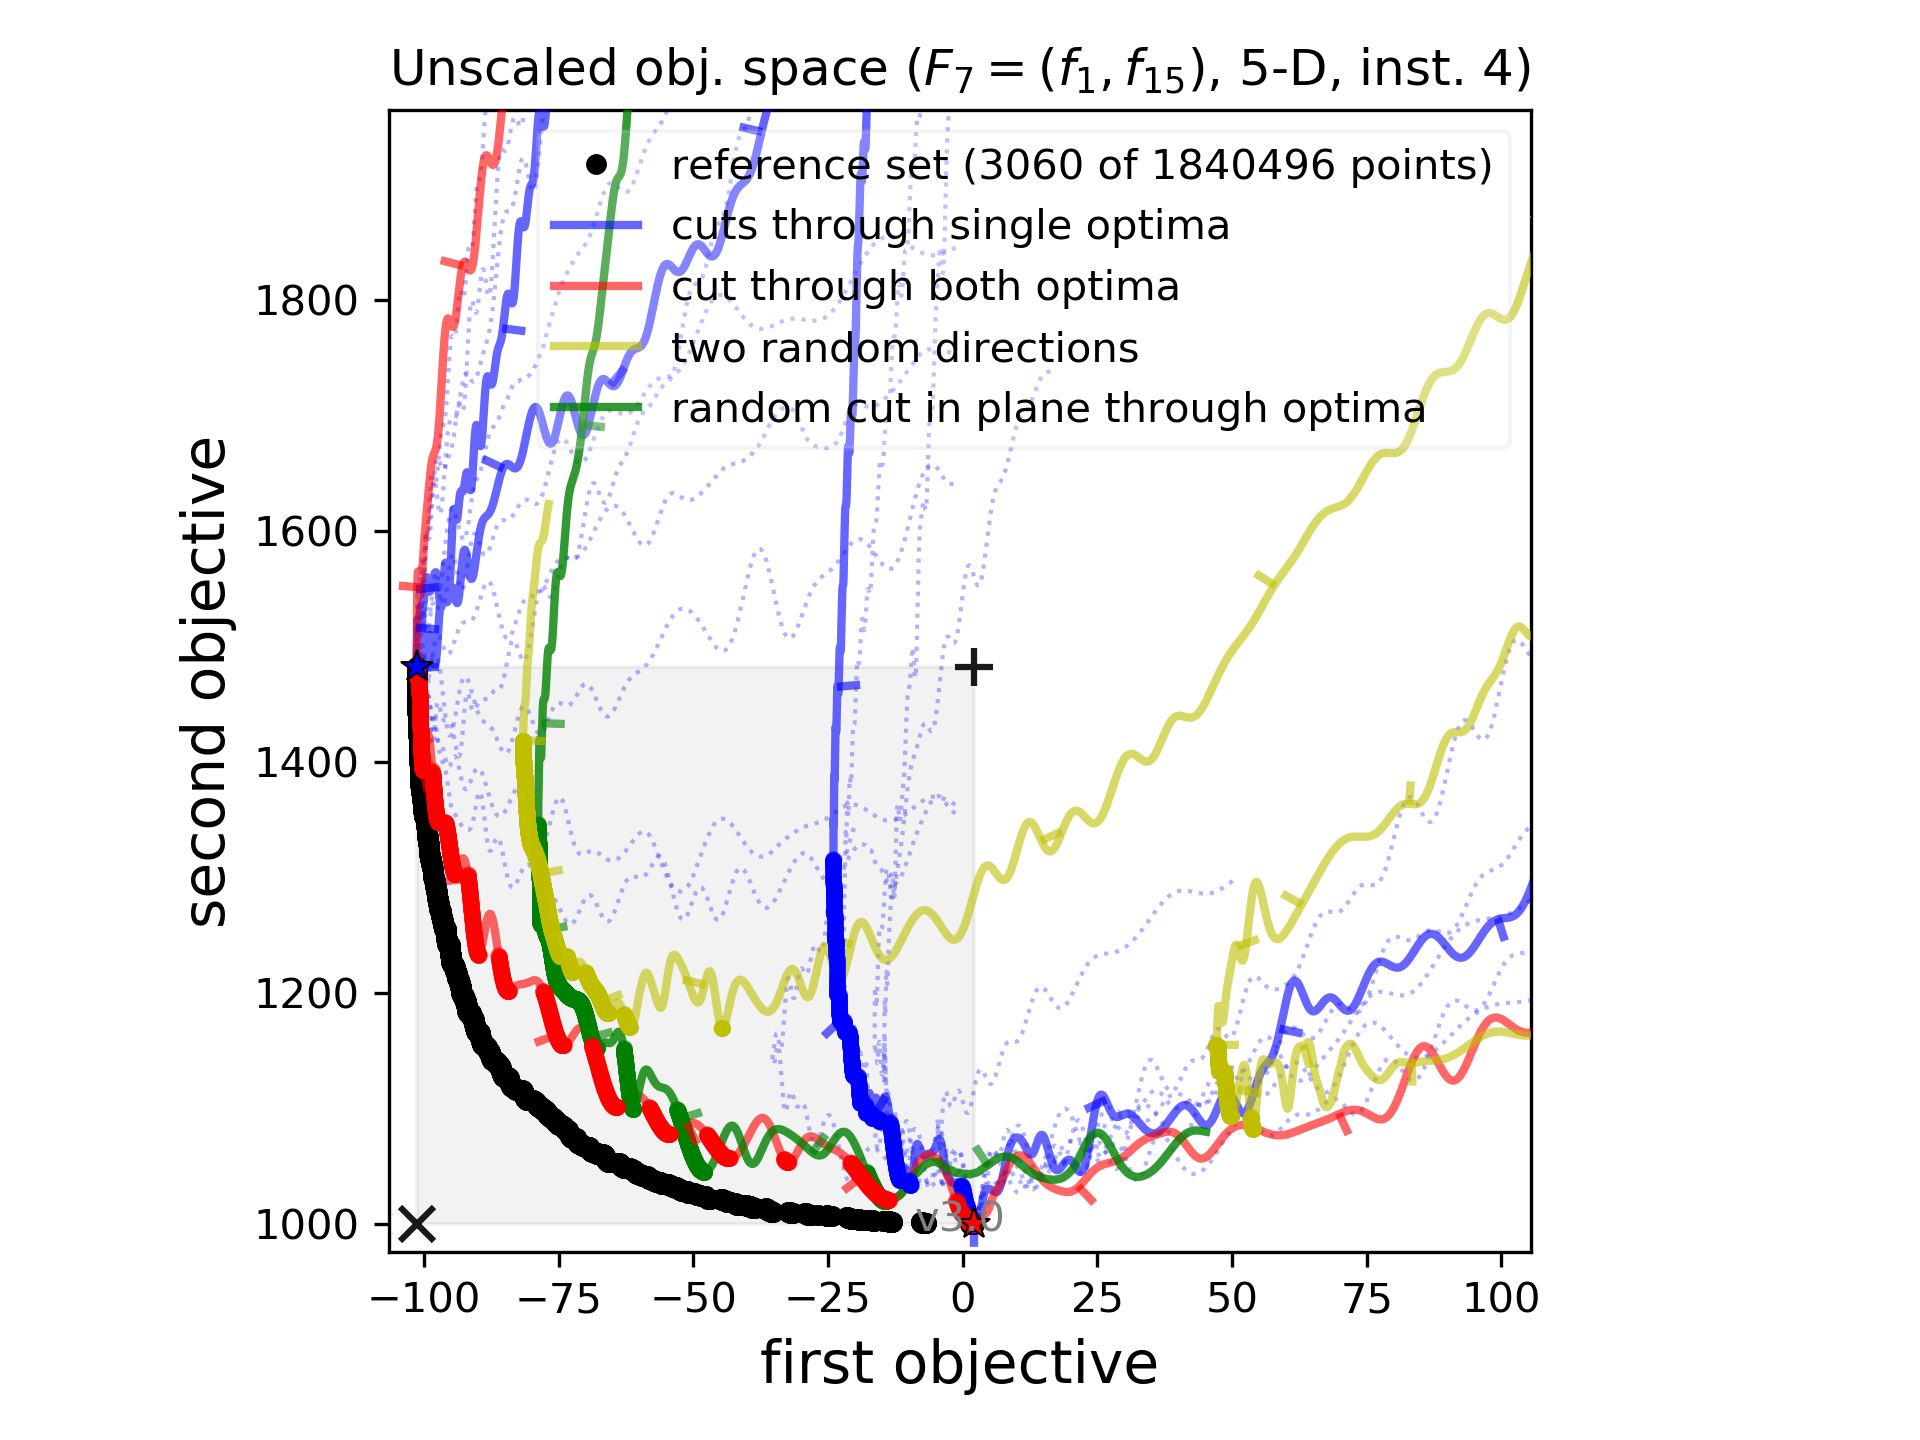 Unscaled obj. space (F₇ = (f₁, f₁₅), 5-D, inst. 4)
reference set (3060 of 1840496 points)
cuts through single optima
cut through both optima
two random directions
random cut in plane through optima
second objective
1800
1600
1400
1200
1000
v3.0
−100 −75 −50 −25 0 25 50 75 100
first objective